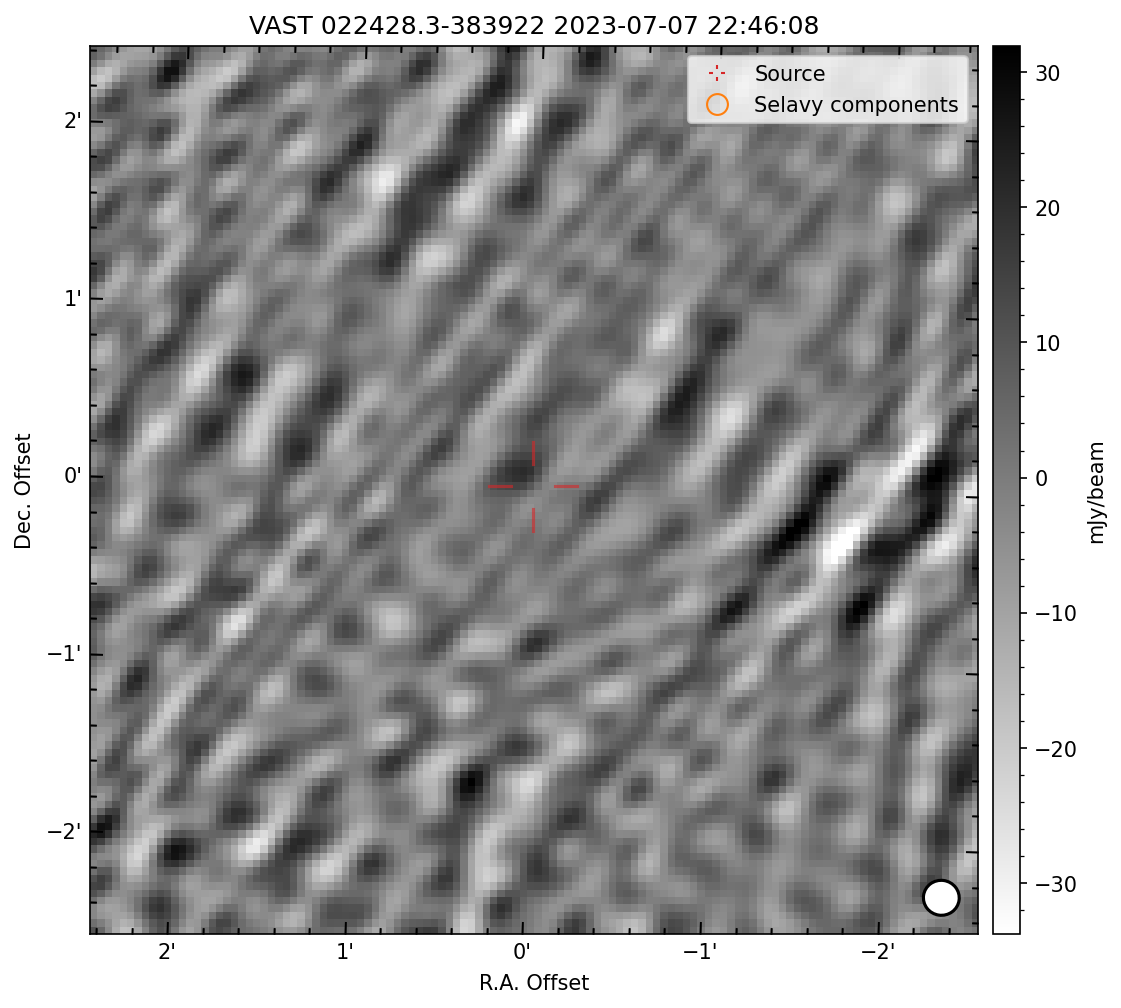 VAST 022428.3-383922 2023-07-07 22:46:08
Source
Selavy components
2'
1'
0'
−1'
−2'
Dec. Offset
2'
1'
0'
−1'
−2'
R.A. Offset
30
20
10
0
−10
−20
−30
mJy/beam